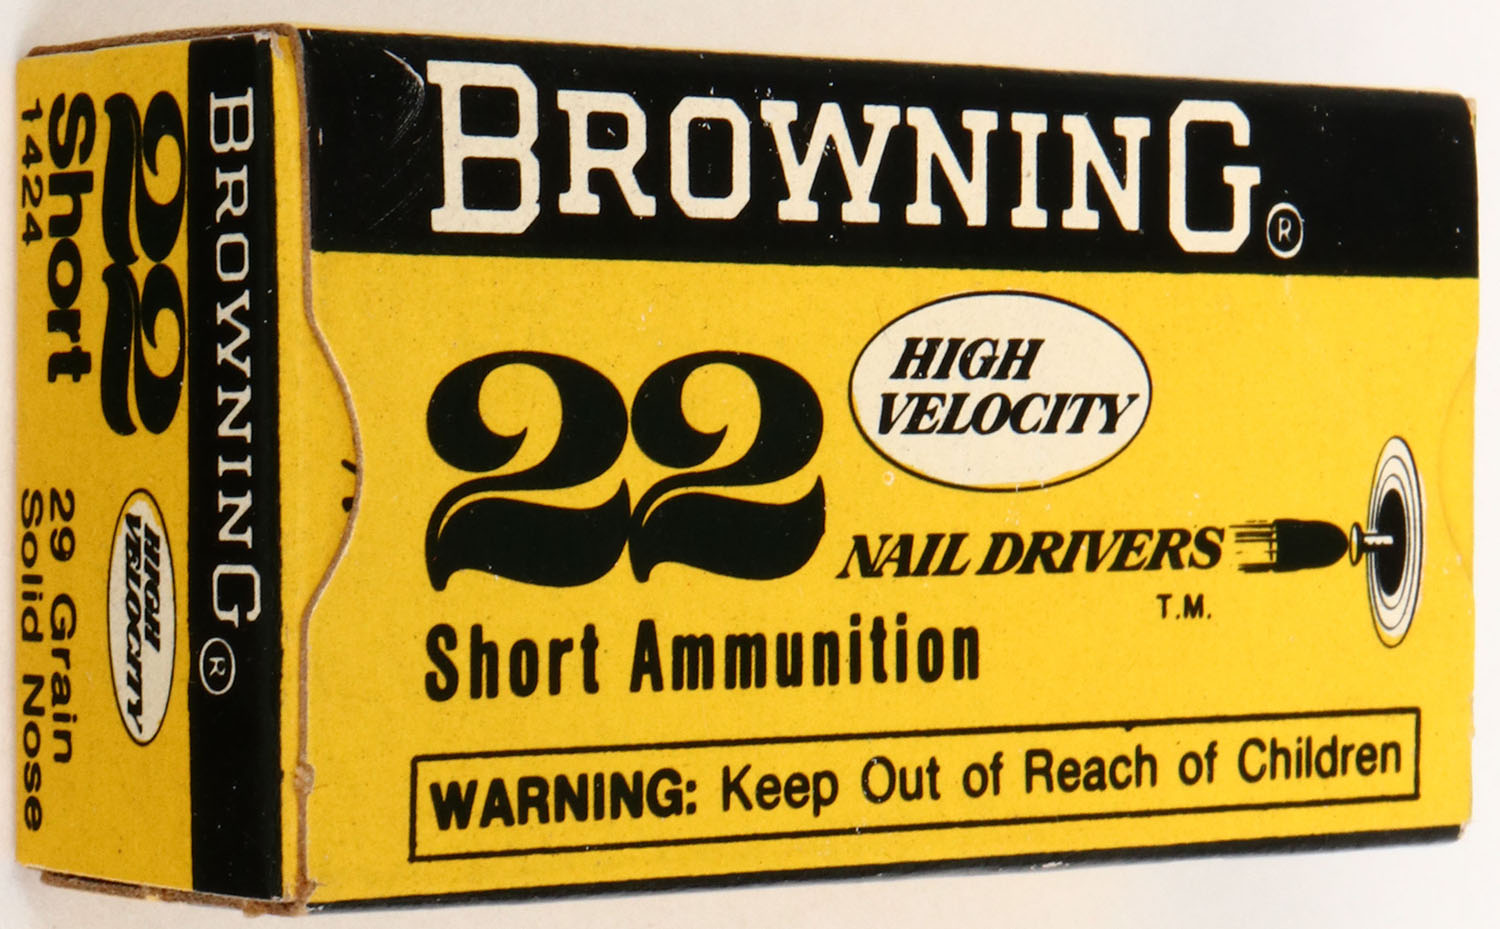 BROWNING®
22
HIGH
VELOCITY
NAIL DRIVERS
T.M.
Short Ammunition
WARNING: Keep Out of Reach of Children
BROWNING®
22
Short
1424
HIGH
VELOCITY
29 Grain
Solid Nose